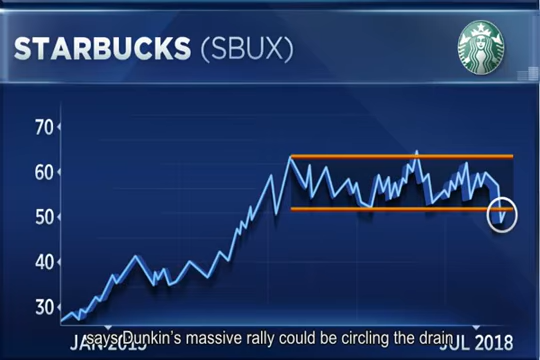 STARBUCKS (SBUX)
70
60
50
40
30
JUL 2018
says Dunkin's massive rally could be circling the drain